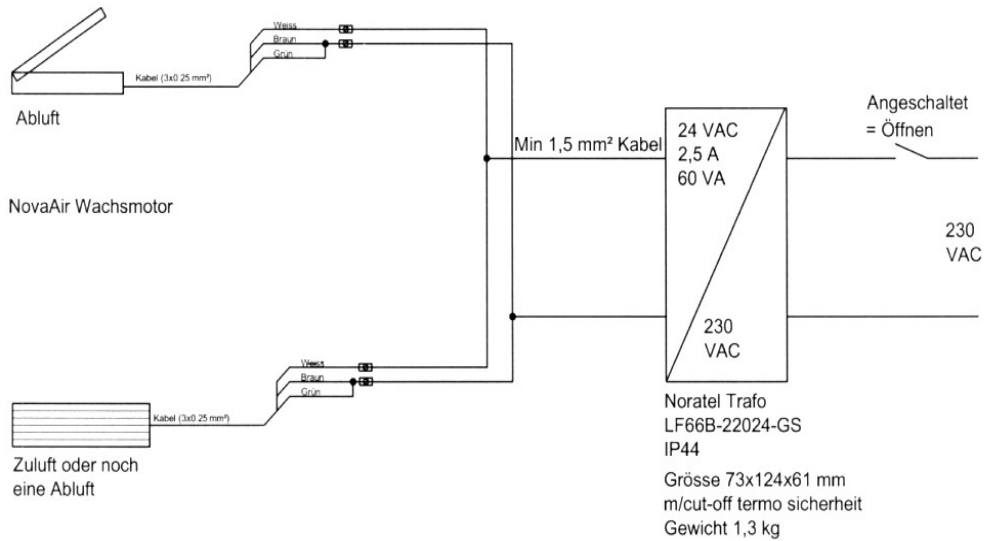 Weiss
Braun
Grün
Kabel (3x0.25 mm²)
Abluft
NovaAir Wachsmotor
Min 1,5 mm² Kabel
24 VAC
2,5 A
60 VA
230
VAC
Angeschaltet
= Öffnen
230
VAC
Weiss
Braun
Grün
Kabel (3x0.25 mm²)
Zuluft oder noch
eine Abluft
Noratel Trafo
LF66B-22024-GS
IP44
Grösse 73x124x61 mm
m/cut-off termo sicherheit
Gewicht 1,3 kg